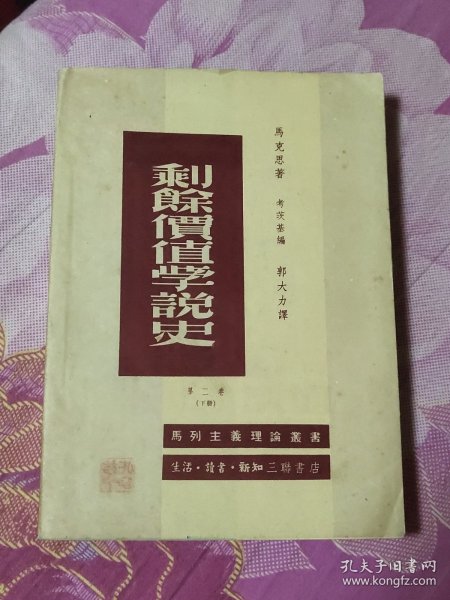 馬克思著
考茨基編
郭大力譯
剩餘價值学說史
第二卷
(下册)
馬列主義理論叢書
生活·讀書·新知三聯書店
孔夫子旧书网
www.kongfz.com